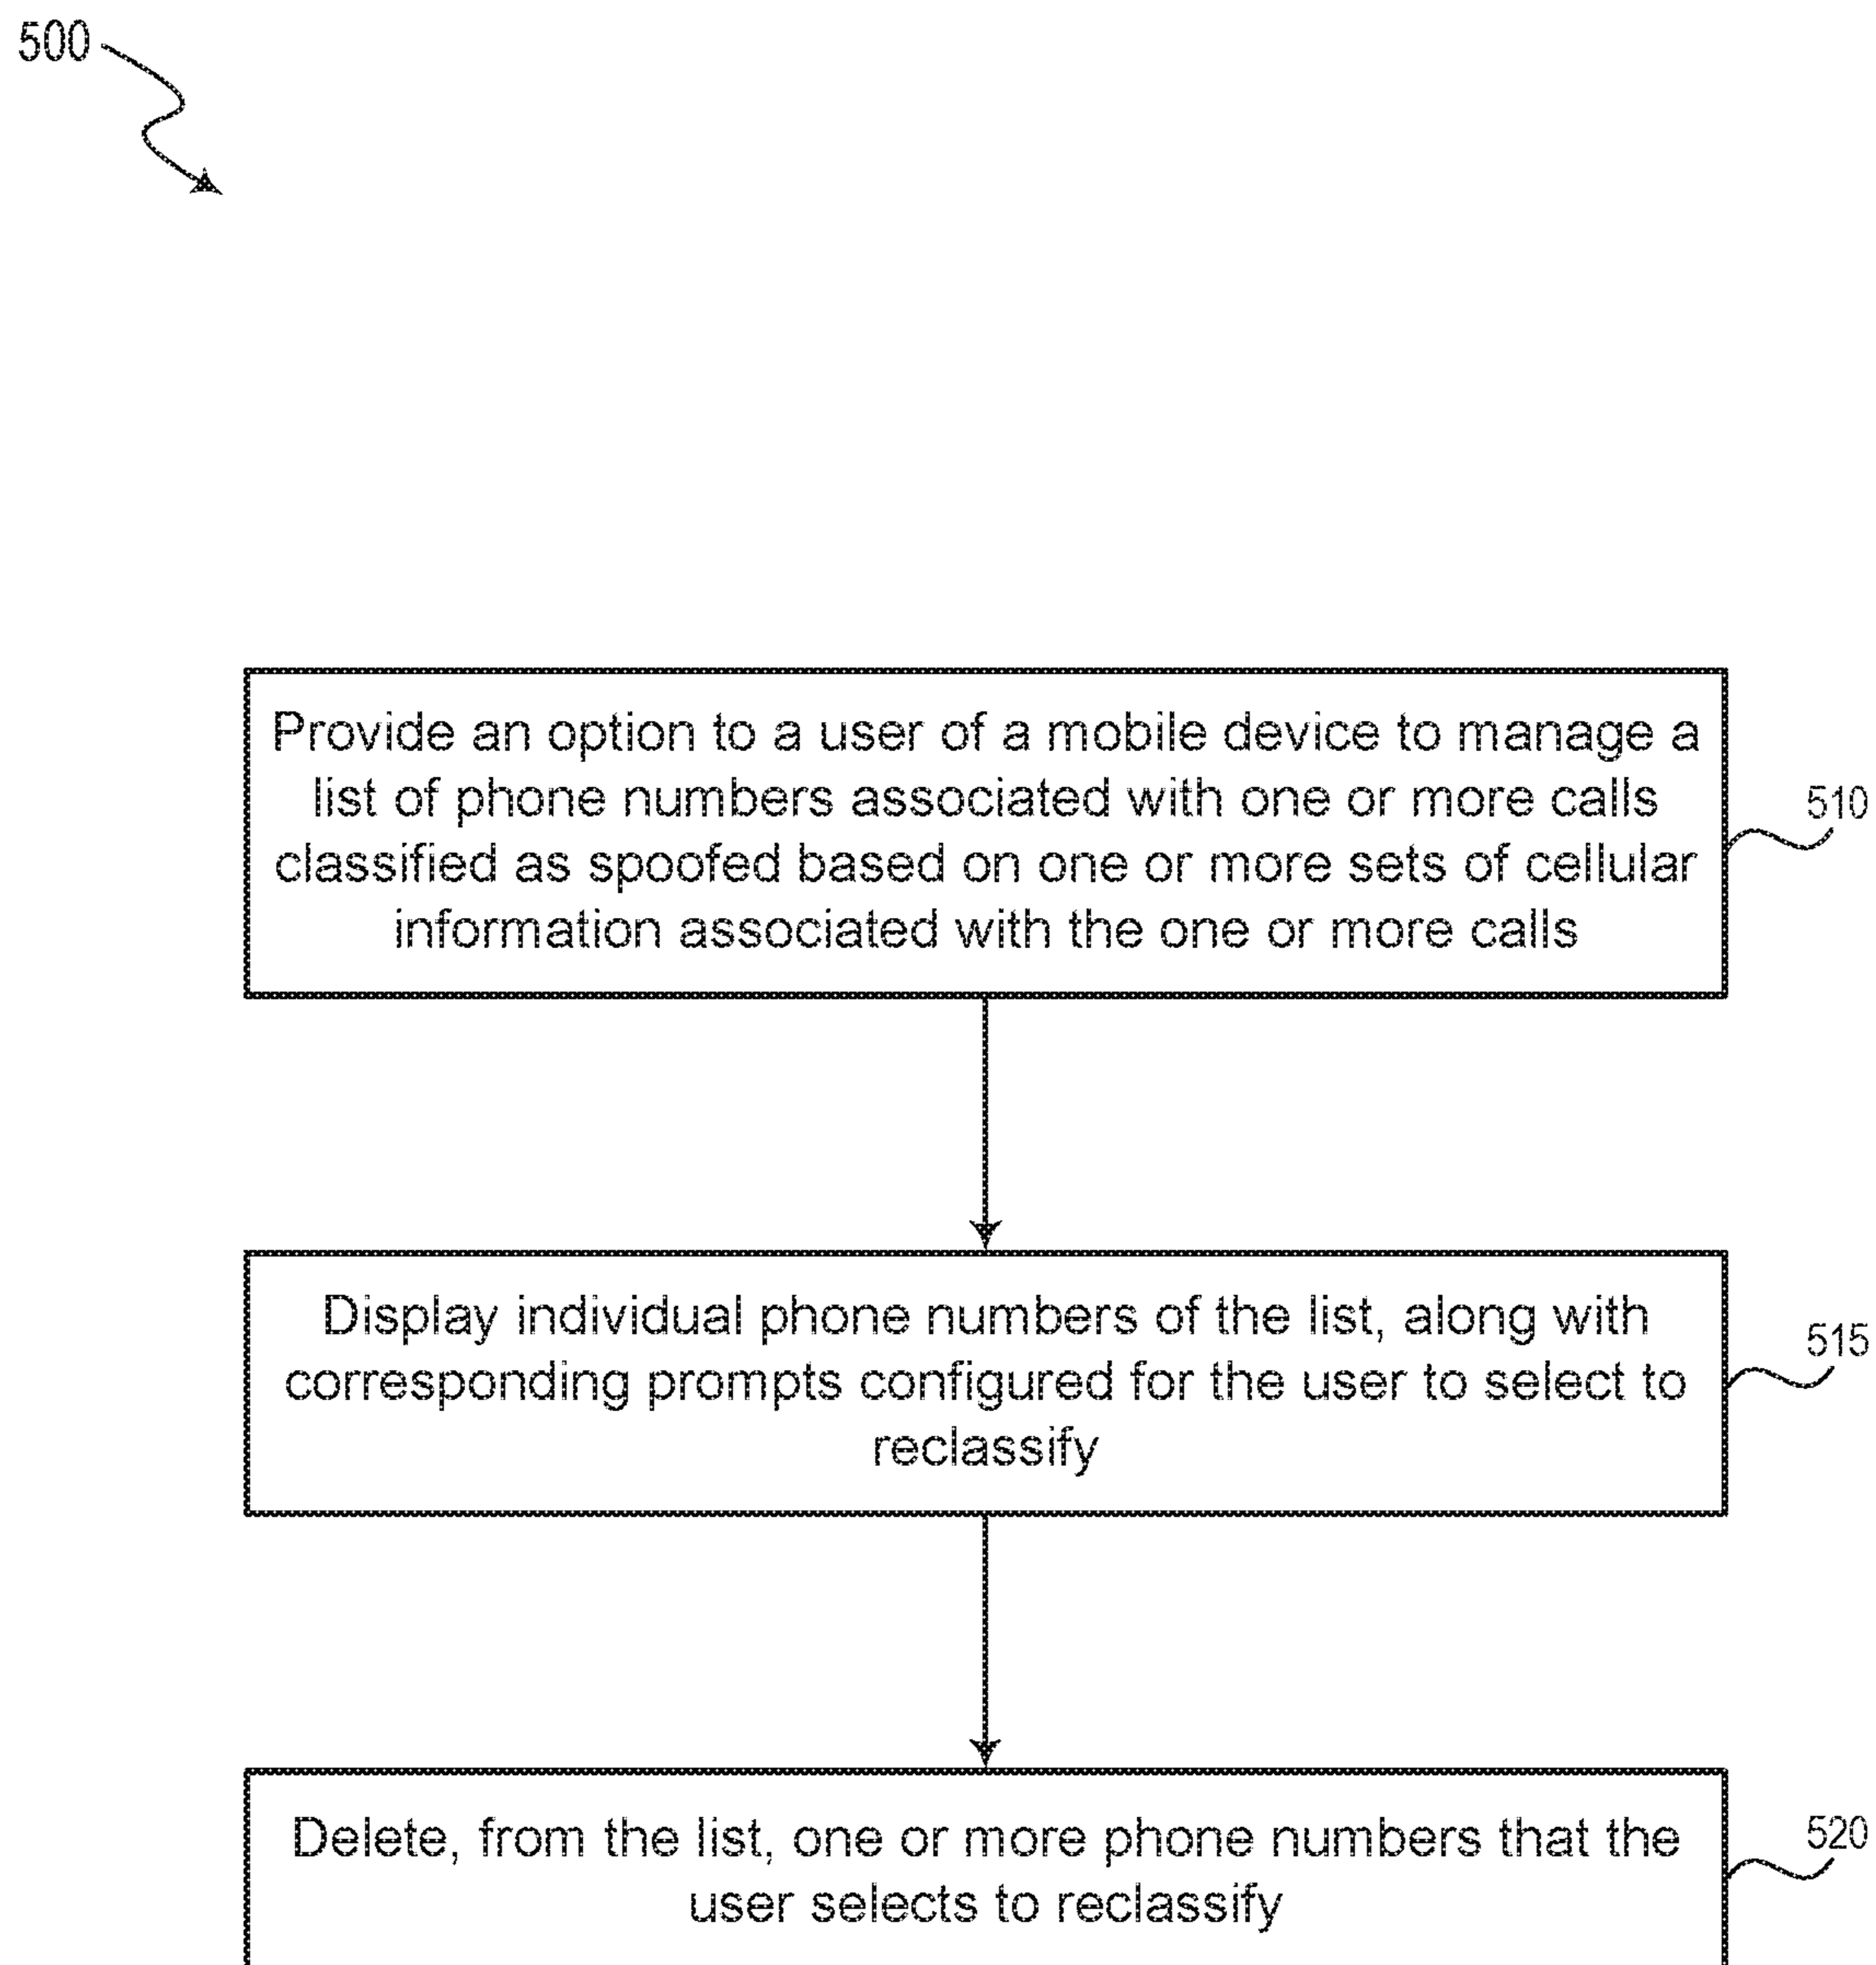 500
Provide an option to a user of a mobile device to manage a
list of phone numbers associated with one or more calls
classified as spoofed based on one or more sets of cellular
information associated with the one or more calls
510
Display individual phone numbers of the list, along with
corresponding prompts configured for the user to select to
reclassify
515
Delete, from the list, one or more phone numbers that the
user selects to reclassify
520